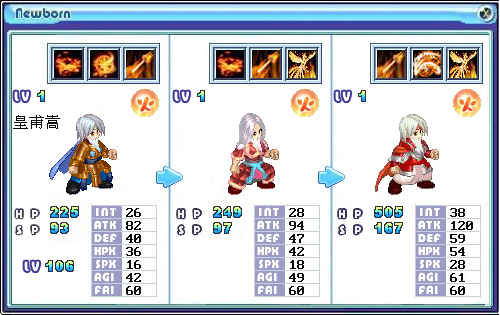 Newborn
LV 1
火
皇甫嵩
HP 225
SP 93
LV 106
INT 26
ATK 82
DEF 40
HPX 36
SPX 16
AGI 42
FAI 60
LV 1
火
HP 249
SP 97
INT 28
ATK 94
DEF 47
HPX 42
SPX 18
AGI 49
FAI 60
LV 1
火
HP 505
SP 167
INT 38
ATK 120
DEF 59
HPX 54
SPX 28
AGI 61
FAI 60